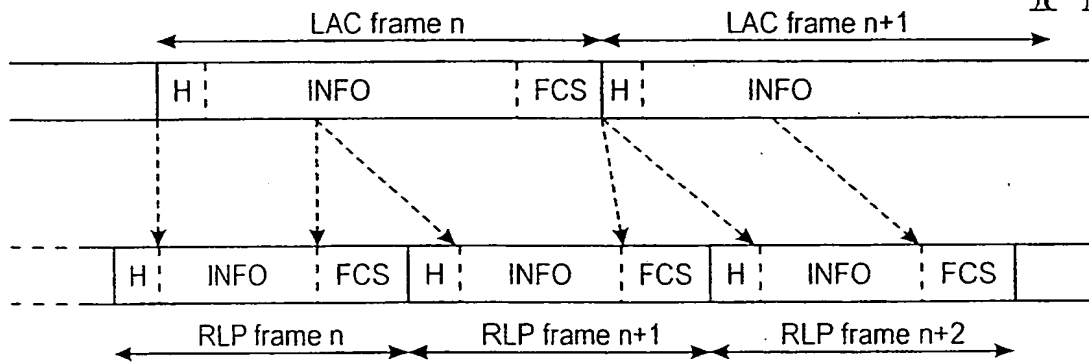 LAC frame n LAC frame n+1
H INFO FCS H INFO
H INFO FCS H INFO FCS H INFO FCS
RLP frame n RLP frame n+1 RLP frame n+2